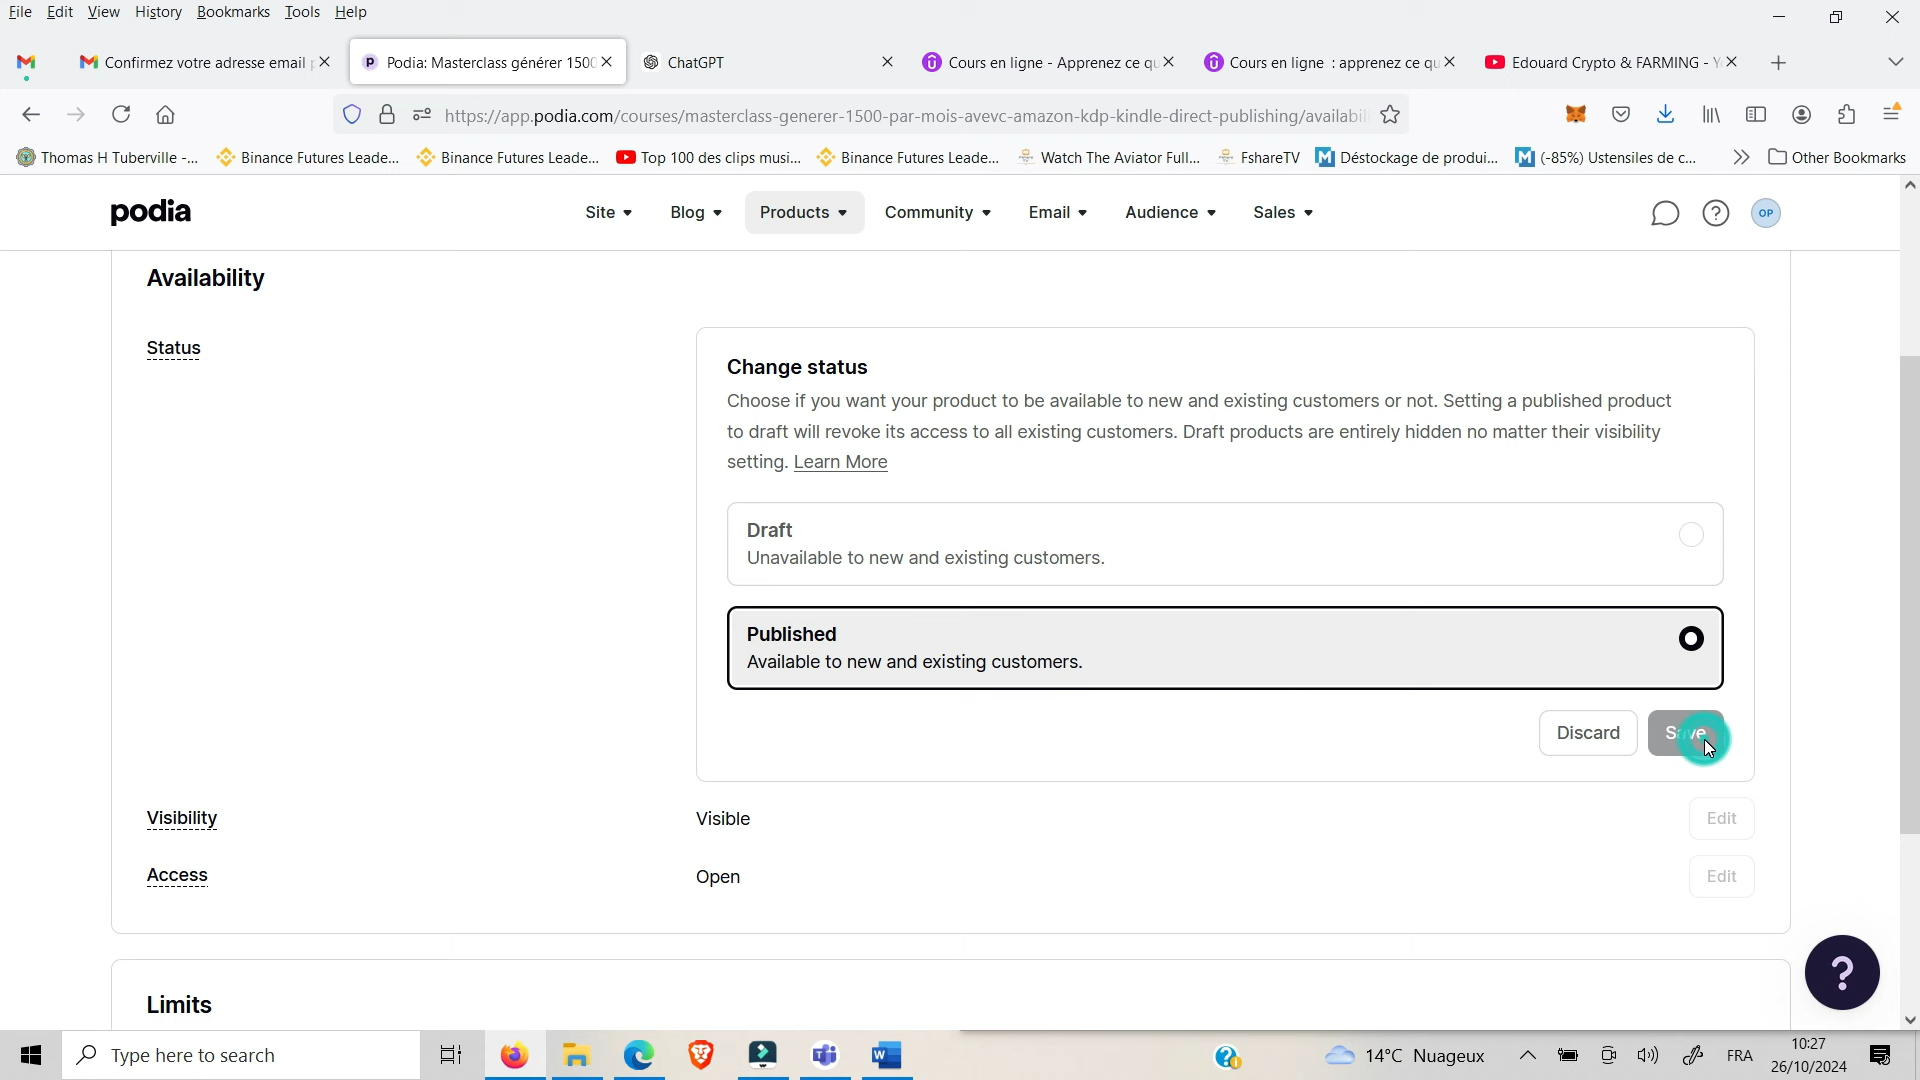 File Edit View History Bookmarks Tools Help
Confirmez votre adresse email p
Podia: Masterclass générer 1500
ChatGPT
Cours en ligne - Apprenez ce qu
Cours en ligne : apprenez ce qu
Edouard Crypto & FARMING - Y
https://app.podia.com/courses/masterclass-generer-1500-par-mois-avevc-amazon-kdp-kindle-direct-publishing/availabil
Thomas H Tuberville -... Binance Futures Leade... Binance Futures Leade... Top 100 des clips musi... Binance Futures Leade... Watch The Aviator Full... FshareTV Déstockage de produi... (-85%) Ustensiles de c... Other Bookmarks
podia Site Blog Products Community Email Audience Sales OP
Availability
Status
Change status
Choose if you want your product to be available to new and existing customers or not. Setting a published product
to draft will revoke its access to all existing customers. Draft products are entirely hidden no matter their visibility
setting. Learn More
Draft
Unavailable to new and existing customers.
Published
Available to new and existing customers.
Discard Save
Visibility Visible Edit
Access Open Edit
Limits
Type here to search
14°C Nuageux
FRA
10:27
26/10/2024